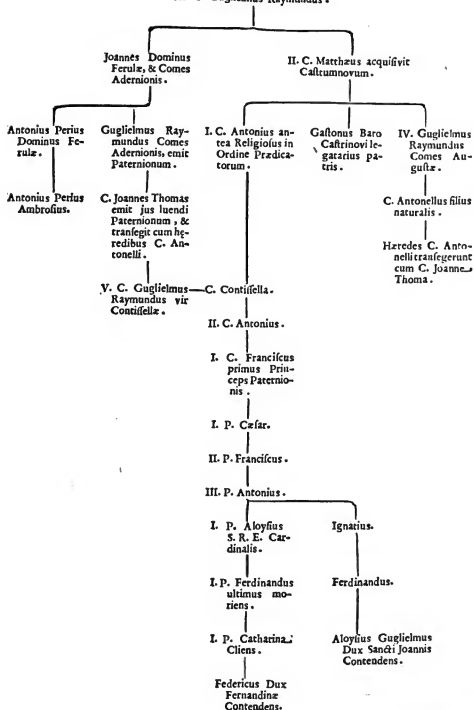 Guglielmus Raymundus.
Joannes Dominus
Ferulæ, & Comes
Adernionis.
II. C. Matthæus acquisivit
Castrumnovum.
Antonius Perius
Dominus Fe-
rulæ.
Guglielmus Ray-
mundus Comes
Adernionis, emit
Paternionum.
I. C. Antonius an-
tea Religiosus in
Ordine Prædica-
torum.
Gastonus Baro
Castrinovi le-
gatarius pa-
tris.
IV. Guglielmus
Raymundus
Comes Au-
gustæ.
Antonius Perius
Ambrosius.
C. Joannes Thomas
emit jus luendi
Paternionum, &
transegit cum hę-
redibus C. An-
tonelli.
C. Antonellus filius
naturalis.
Hæredes C. Anto-
nelli transegerunt
cum C. Joanne
Thoma.
V. C. Guglielmus
Raymundus vir
Contissellæ.
C. Contissella.
II. C. Antonius.
I. C. Franciscus
primus Prin-
ceps Paternio-
nis.
I. P. Cæsar.
II. P. Franciscus.
III. P. Antonius.
I. P. Aloysius
S. R. E. Car-
dinalis.
Ignatius.
I. P. Ferdinandus
ultimus mo-
riens.
Ferdinandus.
I. P. Catharina
Cliens.
Aloysius Guglielmus
Dux Sancti Joannis
Contendens.
Federicus Dux
Fernandinæ
Contendens.